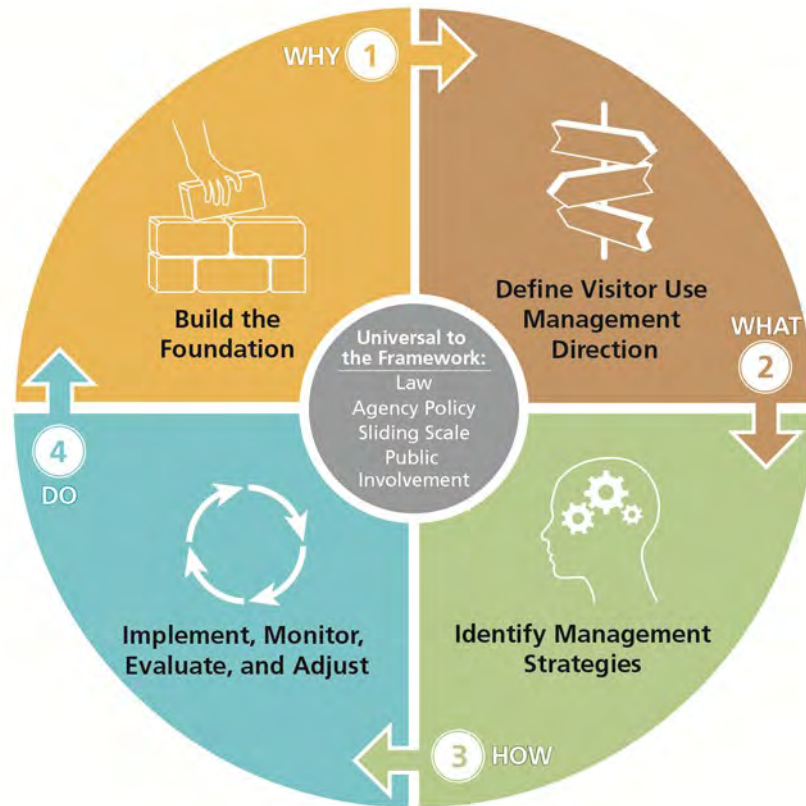 WHY 1
Build the
Foundation
Define Visitor Use
Management
Direction
WHAT
2
Universal to
the Framework:
Law
Agency Policy
Sliding Scale
Public
Involvement
Identify Management
Strategies
3 HOW
Implement, Monitor,
Evaluate, and Adjust
4
DO